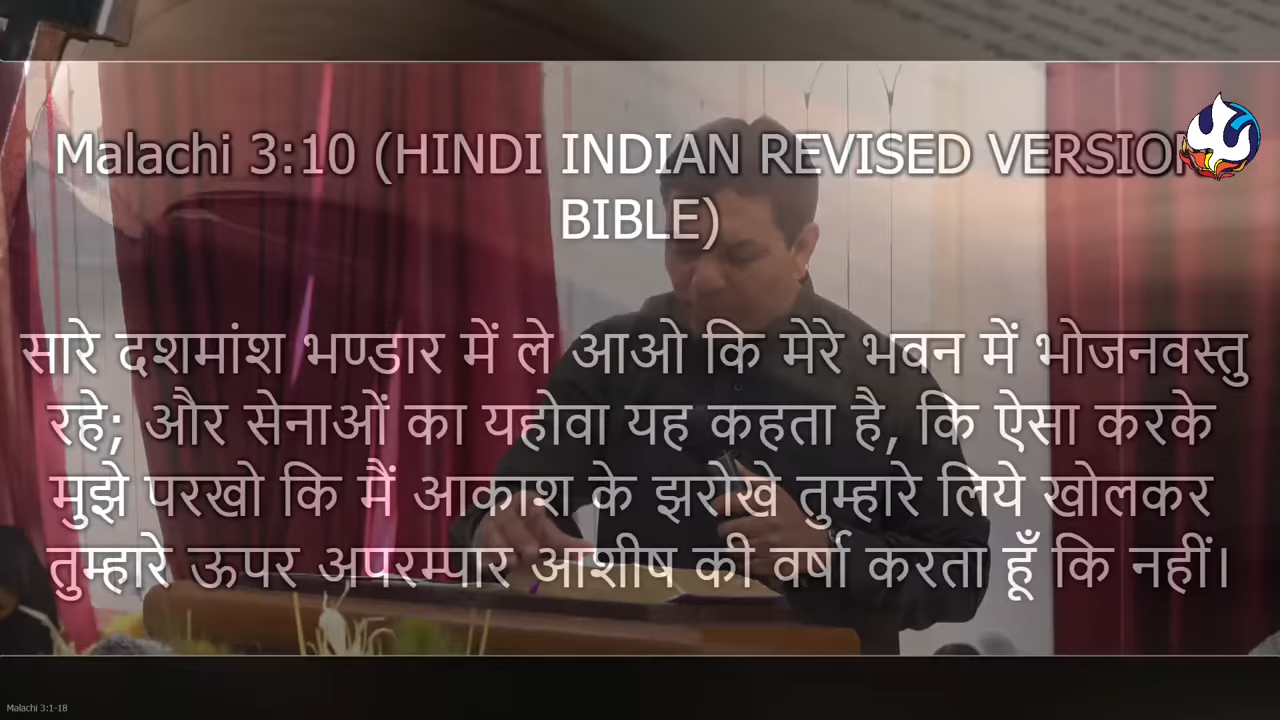 Malachi 3:10 (HINDI INDIAN REVISED VERSION
BIBLE)
सारे दशमांश भण्डार में ले आओ कि मेरे भवन में भोजनवस्तु
रहे; और सेनाओं का यहोवा यह कहता है, कि ऐसा करके
मुझे परखो कि मैं आकाश के झरोखे तुम्हारे लिये खोलकर
तुम्हारे ऊपर अपरम्पार आशीष की वर्षा करता हूँ कि नहीं।
Malachi 3:1-18